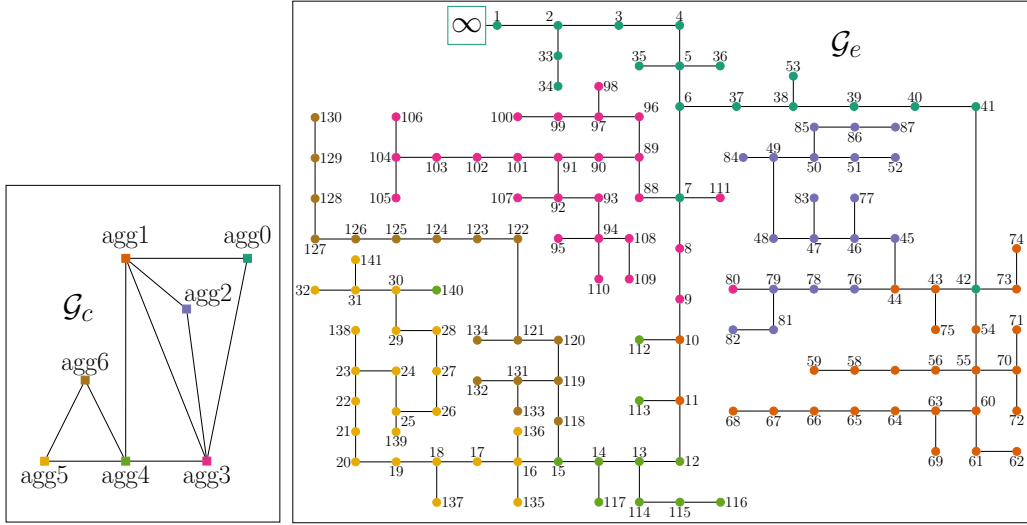 agg1 agg0
agg2
𝒢c
agg6
agg5 agg4 agg3
∞ 1 2 3 4
33 35 5 36 53 𝒢e
34 98 6 37 38 39 40 41
130 106 100 99 97 96 85 86 87
129 104 103 102 101 91 90 89 84 49 50 51 52
128 105 107 92 93 88 7 111 83 77
127 126 125 124 123 122 95 94 108 8 48 47 46 45 74
141 110 109
32 31 30 140 9 80 79 78 76 44 43 42 73
138 29 28 134 121 120 112 10 82 81 75 54 71
23 24 27 132 131 119 59 58 56 55 70
22 25 26 133 113 11 68 67 66 65 64 63 60 72
21 139 136 118
20 19 18 17 16 15 14 13 12 69 61 62
137 135 117 114 115 116